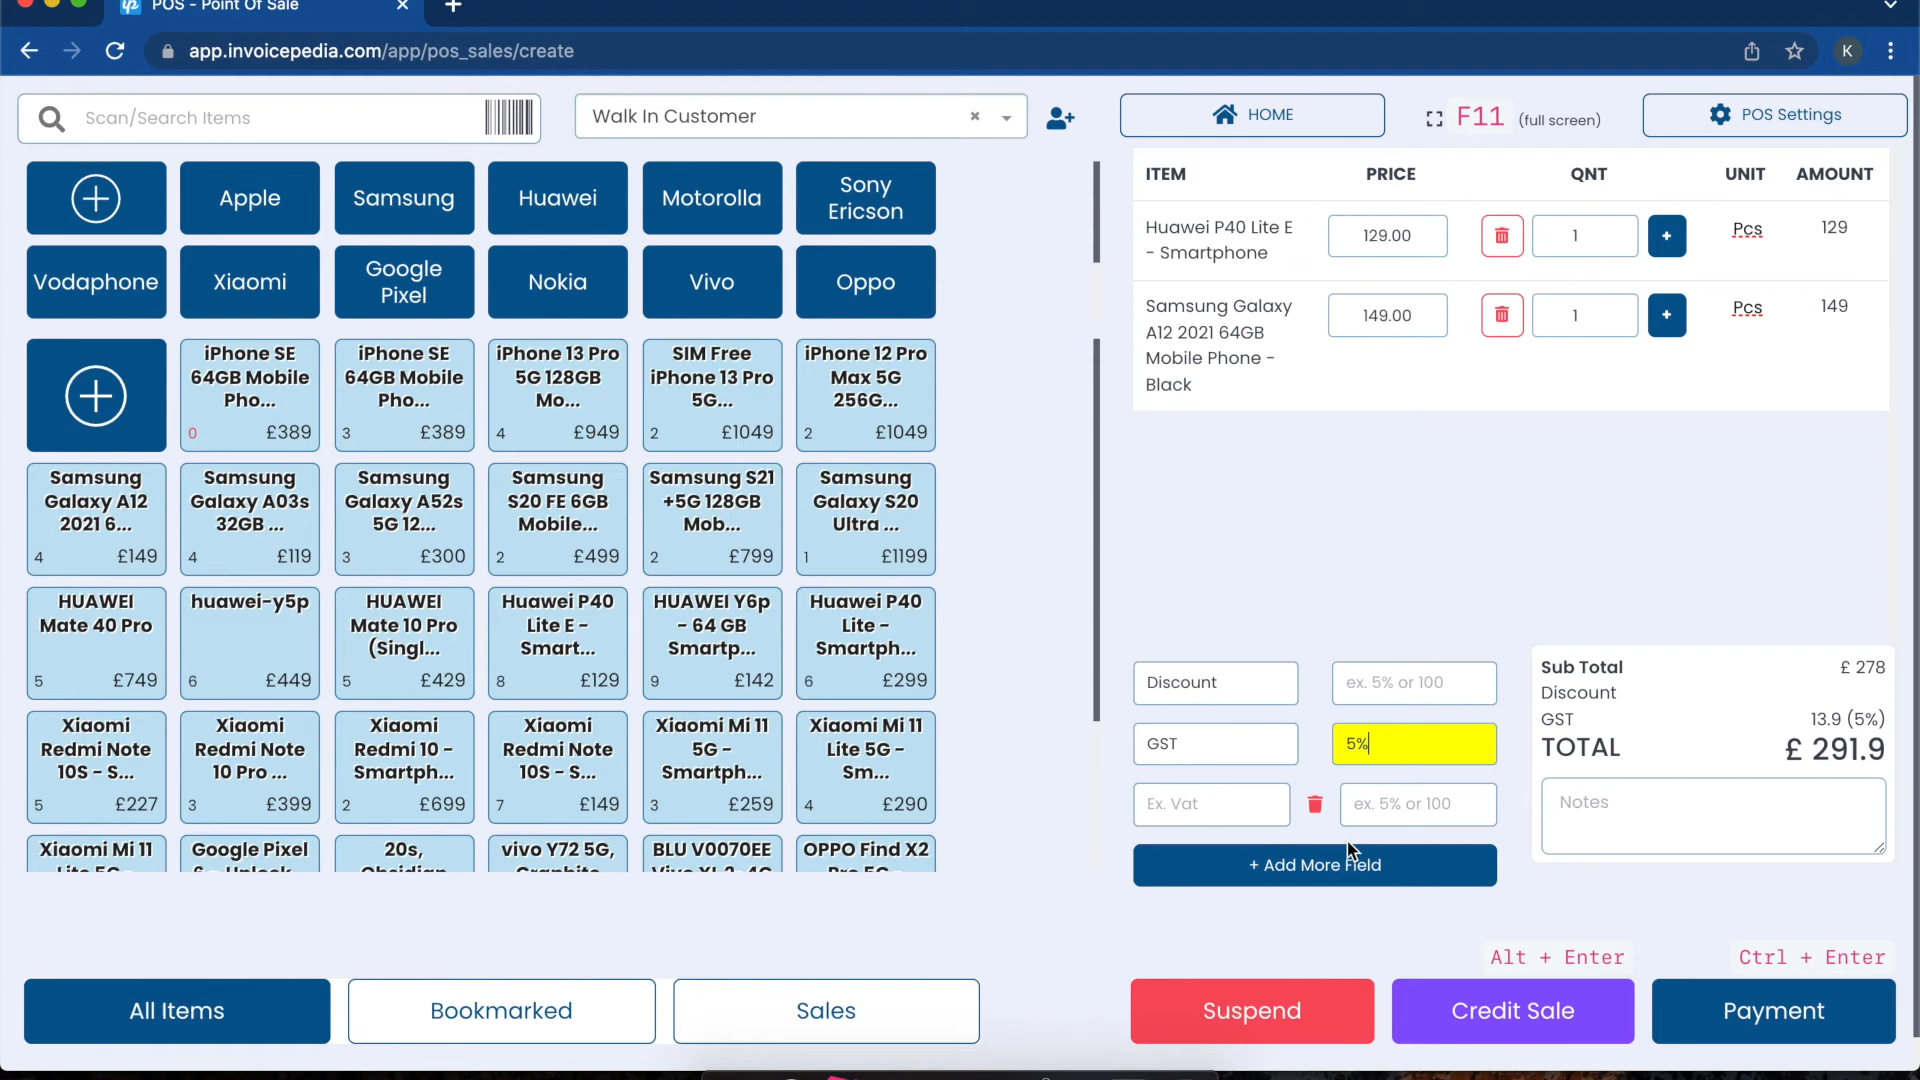 POS - Point Of Sale
app.invoicepedia.com/app/pos_sales/create
K
Scan/Search Items
Walk In Customer
HOME
F11 (full screen)
POS Settings
Apple
Samsung
Huawei
Motorolla
Sony
Ericson
Vodaphone
Xiaomi
Google
Pixel
Nokia
Vivo
Oppo
iPhone SE
64GB Mobile
Pho...
0 £389
iPhone SE
64GB Mobile
Pho...
3 £389
iPhone 13 Pro
5G 128GB
Mo...
4 £949
SIM Free
iPhone 13 Pro
5G...
2 £1049
iPhone 12 Pro
Max 5G
256G...
2 £1049
Samsung
Galaxy A12
2021 6...
4 £149
Samsung
Galaxy A03s
32GB ...
4 £119
Samsung
Galaxy A52s
5G 12...
3 £300
Samsung
S20 FE 6GB
Mobile...
2 £499
Samsung S21
+5G 128GB
Mob...
2 £799
Samsung
Galaxy S20
Ultra ...
1 £1199
HUAWEI
Mate 40 Pro
5 £749
huawei-y5p
6 £449
HUAWEI
Mate 10 Pro
(Singl...
5 £429
Huawei P40
Lite E -
Smart...
8 £129
HUAWEI Y6p
- 64 GB
Smartp...
9 £142
Huawei P40
Lite -
Smartph...
6 £299
Xiaomi
Redmi Note
10S - S...
5 £227
Xiaomi
Redmi Note
10 Pro ...
3 £399
Xiaomi
Redmi 10 -
Smartph...
2 £699
Xiaomi
Redmi Note
10S - S...
7 £149
Xiaomi Mi 11
5G -
Smartph...
3 £259
Xiaomi Mi 11
Lite 5G -
Sm...
4 £290
Xiaomi Mi 11
Lite 5G -
Google Pixel
6 - Unlock
20s,
Obsidian
vivo Y72 5G,
Graphite
BLU V0070EE
Vivo XL2-4G
OPPO Find X2
Pro 5G -
All Items
Bookmarked
Sales
ITEM PRICE QNT UNIT AMOUNT
Huawei P40 Lite E
- Smartphone
129.00 1 + Pcs 129
Samsung Galaxy
A12 2021 64GB
Mobile Phone -
Black
149.00 1 + Pcs 149
Discount ex. 5% or 100
GST 5%
Ex. Vat ex. 5% or 100
+ Add More Field
Sub Total £ 278
Discount
GST 13.9 (5%)
TOTAL £ 291.9
Notes
Alt + Enter
Ctrl + Enter
Suspend
Credit Sale
Payment